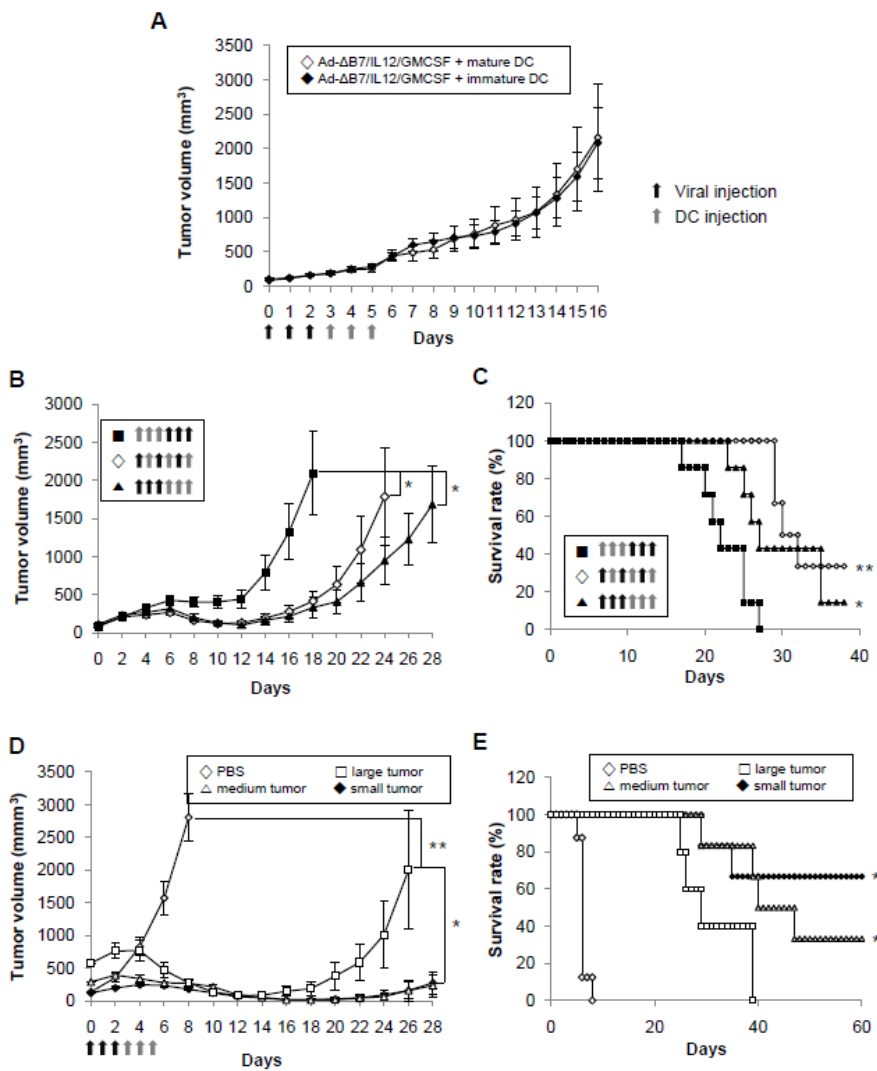 A
3500
3000
2500
2000
1500
1000
500
0
Tumor volume (mm³)
Ad-ΔB7/IL12/GMCSF + mature DC
Ad-ΔB7/IL12/GMCSF + immature DC
0 1 2 3 4 5 6 7 8 9 10 11 12 13 14 15 16
Days
Viral injection
DC injection
B
3000
2500
2000
1500
1000
500
0
Tumor volume (mm³)
*
*
0 2 4 6 8 10 12 14 16 18 20 22 24 26 28
Days
C
120
100
80
60
40
20
0
Survival rate (%)
**
*
0 10 20 30 40
Days
D
3500
3000
2500
2000
1500
1000
500
0
Tumor volume (mmm³)
PBS large tumor
medium tumor small tumor
**
*
0 2 4 6 8 10 12 14 16 18 20 22 24 26 28
Days
E
120
100
80
60
40
20
0
Survival rate (%)
PBS large tumor
medium tumor small tumor
*
*
0 20 40 60
Days